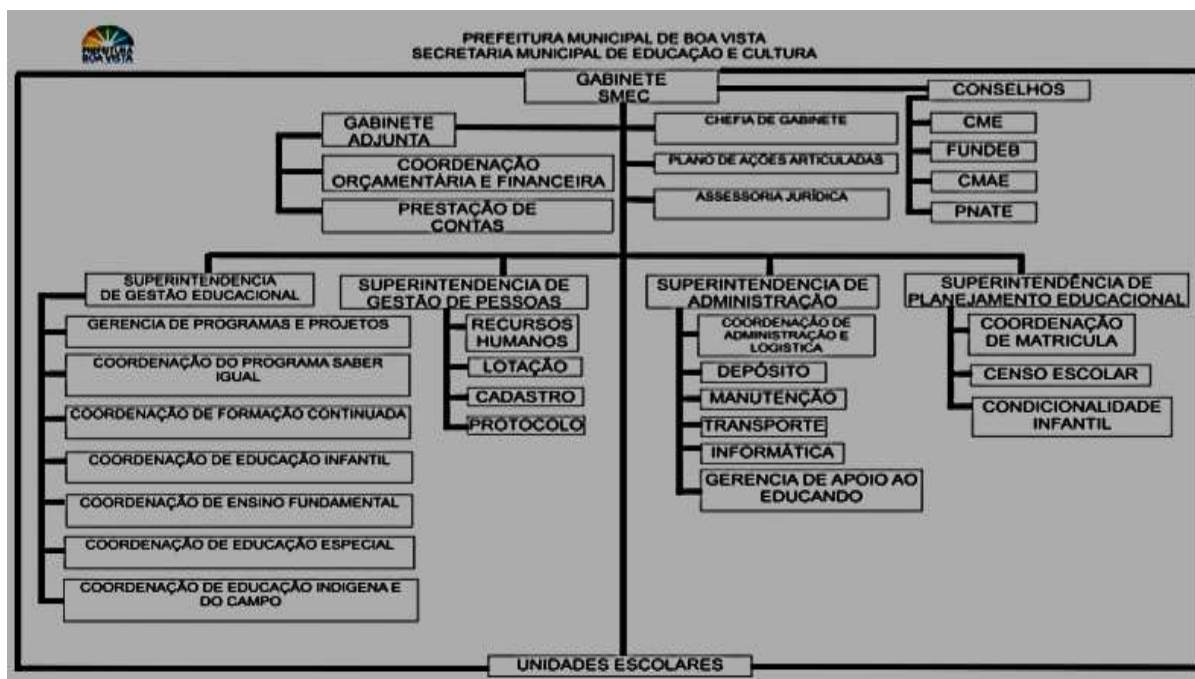 PREFEITURA
BOA VISTA
PREFEITURA MUNICIPAL DE BOA VISTA
SECRETARIA MUNICIPAL DE EDUCAÇÃO E CULTURA
GABINETE
SMEC
CONSELHOS
CME
FUNDEB
CMAE
PNATE
GABINETE
ADJUNTA
COORDENAÇÃO
ORÇAMENTÁRIA E FINANCEIRA
PRESTAÇÃO DE
CONTAS
CHEFIA DE GABINETE
PLANO DE AÇÕES ARTICULADAS
ASSESSORIA JURÍDICA
SUPERINTENDENCIA
DE GESTÃO EDUCACIONAL
GERENCIA DE PROGRAMAS E PROJETOS
COORDENAÇÃO DO PROGRAMA SABER
IGUAL
COORDENAÇÃO DE FORMAÇÃO CONTINUADA
COORDENAÇÃO DE EDUCAÇÃO INFANTIL
COORDENAÇÃO DE ENSINO FUNDAMENTAL
COORDENAÇÃO DE EDUCAÇÃO ESPECIAL
COORDENAÇÃO DE EDUCAÇÃO INDIGENA E
DO CAMPO
SUPERINTENDENCIA DE
GESTÃO DE PESSOAS
RECURSOS
HUMANOS
LOTAÇÃO
CADASTRO
PROTOCOLO
SUPERINTENDENCIA DE
ADMINISTRAÇÃO
COORDENAÇÃO DE
ADMINISTRAÇÃO E
LOGISTICA
DEPÓSITO
MANUTENÇÃO
TRANSPORTE
INFORMÁTICA
GERENCIA DE APOIO AO
EDUCANDO
SUPERINTENDÊNCIA DE
PLANEJAMENTO EDUCACIONAL
COORDENAÇÃO
DE MATRICULA
CENSO ESCOLAR
CONDICIONALIDADE
INFANTIL
UNIDADES ESCOLARES